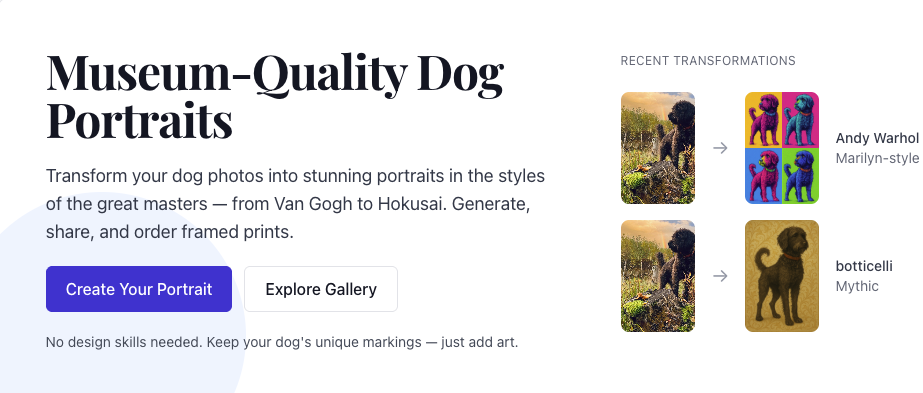 Museum-Quality Dog
Portraits
Transform your dog photos into stunning portraits in the styles
of the great masters — from Van Gogh to Hokusai. Generate,
share, and order framed prints.
Create Your Portrait
Explore Gallery
No design skills needed. Keep your dog's unique markings — just add art.
RECENT TRANSFORMATIONS
Andy Warhol
Marilyn-style
botticelli
Mythic